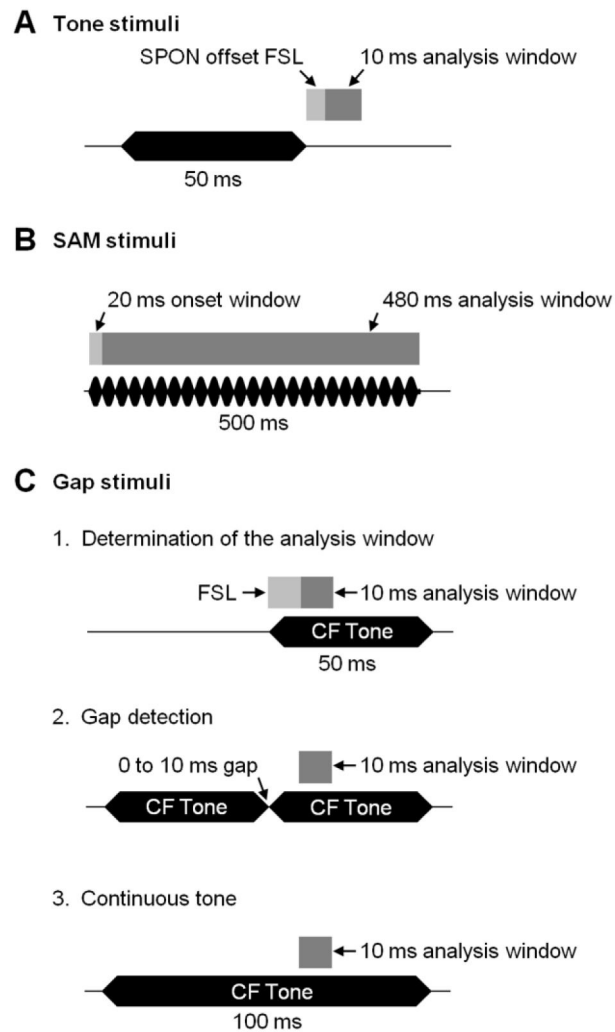 A Tone stimuli
SPON offset FSL 10 ms analysis window
50 ms
B SAM stimuli
20 ms onset window 480 ms analysis window
500 ms
C Gap stimuli
1. Determination of the analysis window
FSL 10 ms analysis window
CF Tone
50 ms
2. Gap detection
0 to 10 ms gap 10 ms analysis window
CF Tone CF Tone
3. Continuous tone
10 ms analysis window
CF Tone
100 ms